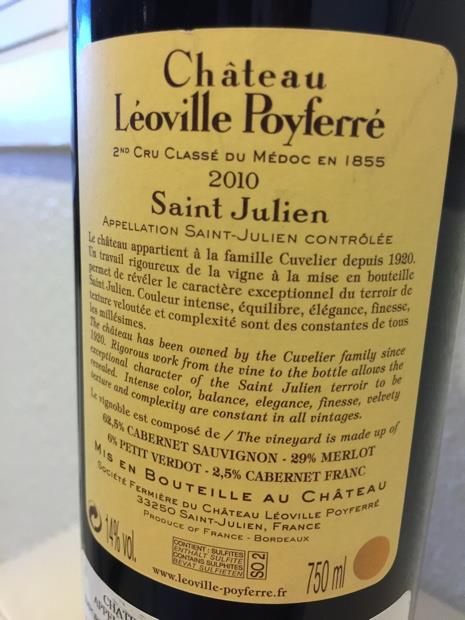 Château
Léoville Poyferré
2ND CRU CLASSÉ DU MÉDOC EN 1855
2010
Saint Julien
APPELLATION SAINT-JULIEN CONTRÔLÉE
Le château appartient à la famille Cuvelier depuis 1920.
Un travail rigoureux de la vigne à la mise en bouteille
permet de révéler le caractère exceptionnel du terroir de
Saint Julien. Couleur intense, équilibre, élégance, finesse,
texture veloutée et complexité sont des constantes de tous
les millésimes.
The château has been owned by the Cuvelier family since
1920. Rigorous work from the vine to the bottle allows the
exceptional character of the Saint Julien terroir to be
revealed. Intense color, balance, elegance, finesse, velvety
texture and complexity are constant in all vintages.
Le vignoble est composé de / The vineyard is made up of
62,5% CABERNET SAUVIGNON - 29% MERLOT
6% PETIT VERDOT - 2,5% CABERNET FRANC
MIS EN BOUTEILLE AU CHÂTEAU
SOCIÉTÉ FERMIÈRE DU CHÂTEAU LÉOVILLE POYFERRÉ
33250 SAINT-JULIEN, FRANCE
PRODUCE OF FRANCE - BORDEAUX
14% vol.
CONTIENT : SULFITES
ENTHÄLT SULFITE
CONTAINS SULPHITES
BEVAT SULFIETEN
SO2
750 ml
www.leoville-poyferre.fr